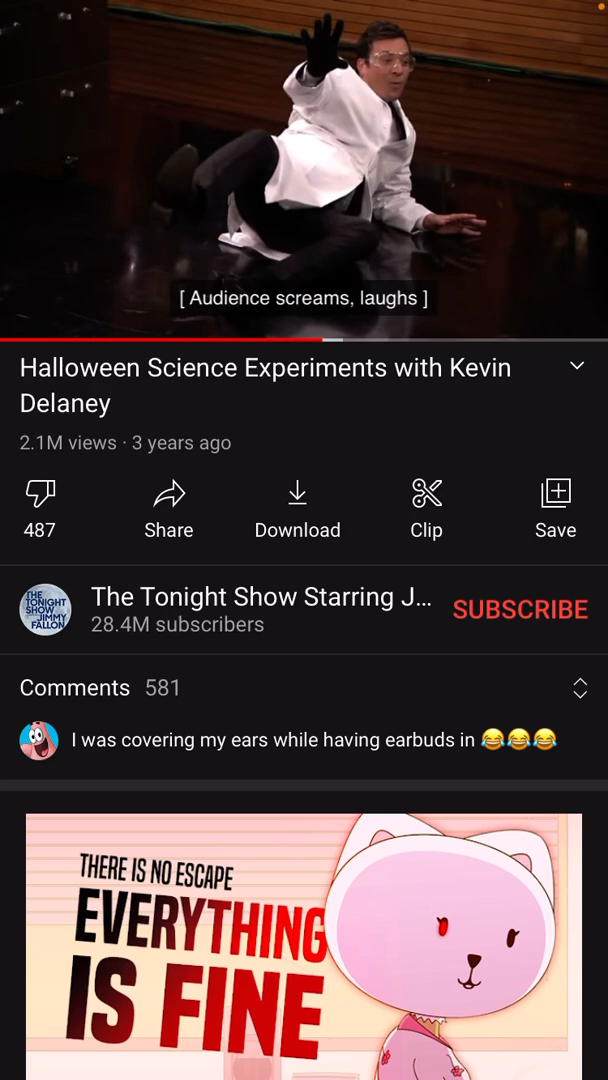 [ Audience screams, laughs ]
Halloween Science Experiments with Kevin
Delaney
2.1M views · 3 years ago
487
Share
Download
Clip
Save
THE
TONIGHT
SHOW
JIMMY
FALLON
The Tonight Show Starring J...
28.4M subscribers
SUBSCRIBE
Comments 581
I was covering my ears while having earbuds in 😂😂😂
THERE IS NO ESCAPE
EVERYTHING
IS FINE